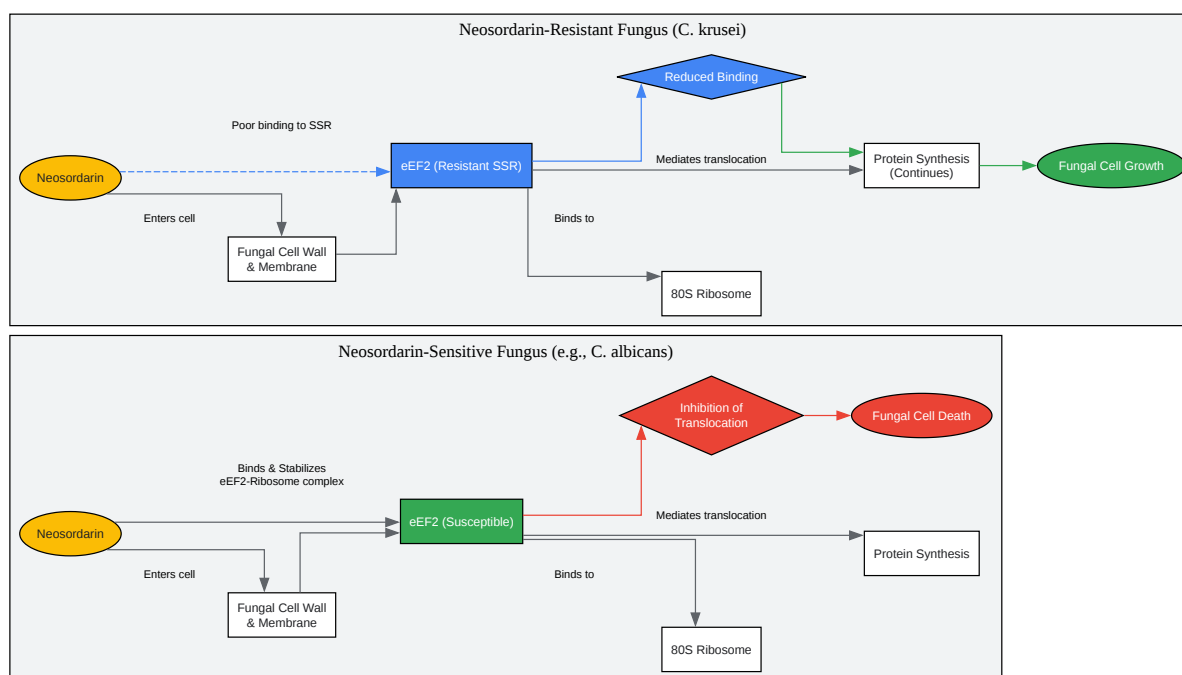 Neosordarin-Resistant Fungus (C. krusei)
Reduced Binding
Poor binding to SSR
Neosordarin
eEF2 (Resistant SSR)
Mediates translocation
Protein Synthesis
(Continues)
Fungal Cell Growth
Enters cell
Binds to
Fungal Cell Wall
& Membrane
80S Ribosome
Neosordarin-Sensitive Fungus (e.g., C. albicans)
Inhibition of
Translocation
Fungal Cell Death
Binds & Stabilizes
eEF2-Ribosome complex
Neosordarin
eEF2 (Susceptible)
Mediates translocation
Protein Synthesis
Enters cell
Binds to
Fungal Cell Wall
& Membrane
80S Ribosome